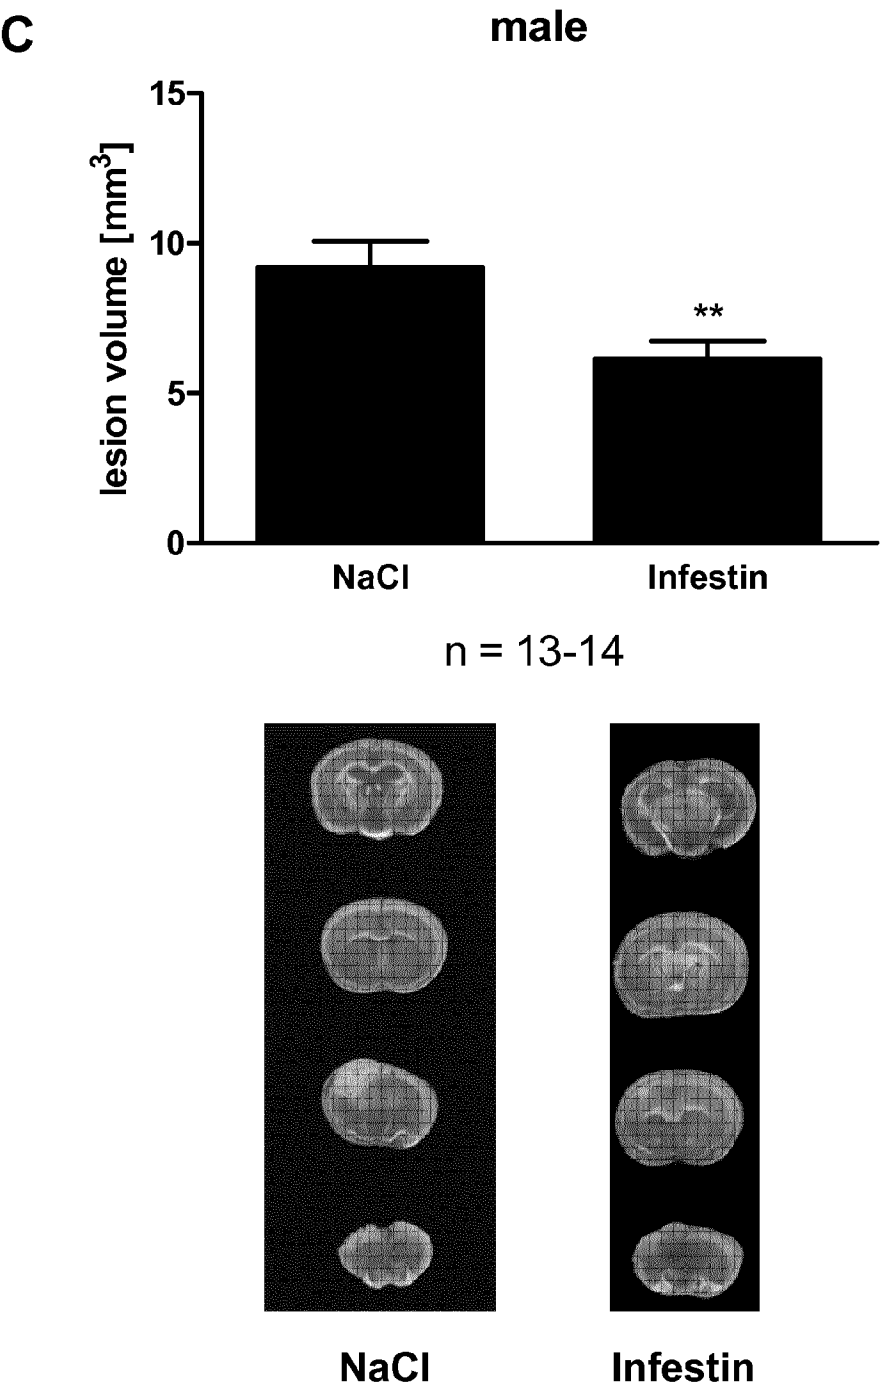 C
male
15
10
5
0
lesion volume [mm³]
**
NaCl
Infestin
n = 13-14
NaCl
Infestin